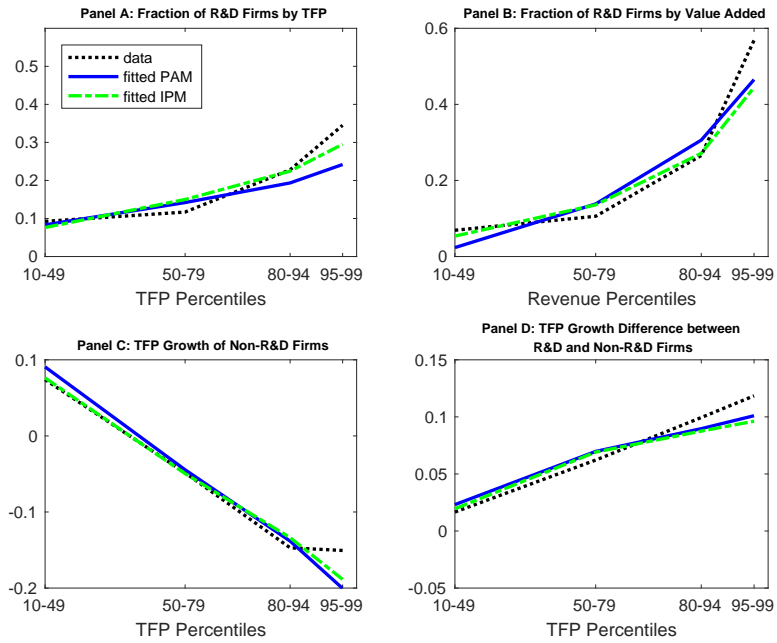 Panel A: Fraction of R&D Firms by TFP
0.5
0.4
0.3
0.2
0.1
0
data
fitted PAM
fitted IPM
10-49 50-79 80-94 95-99
TFP Percentiles
Panel B: Fraction of R&D Firms by Value Added
0.6
0.4
0.2
0
10-49 50-79 80-94 95-99
Revenue Percentiles
Panel C: TFP Growth of Non-R&D Firms
0.1
0
-0.1
-0.2
10-49 50-79 80-94 95-99
TFP Percentiles
Panel D: TFP Growth Difference between
R&D and Non-R&D Firms
0.15
0.1
0.05
0
-0.05
10-49 50-79 80-94 95-99
TFP Percentiles